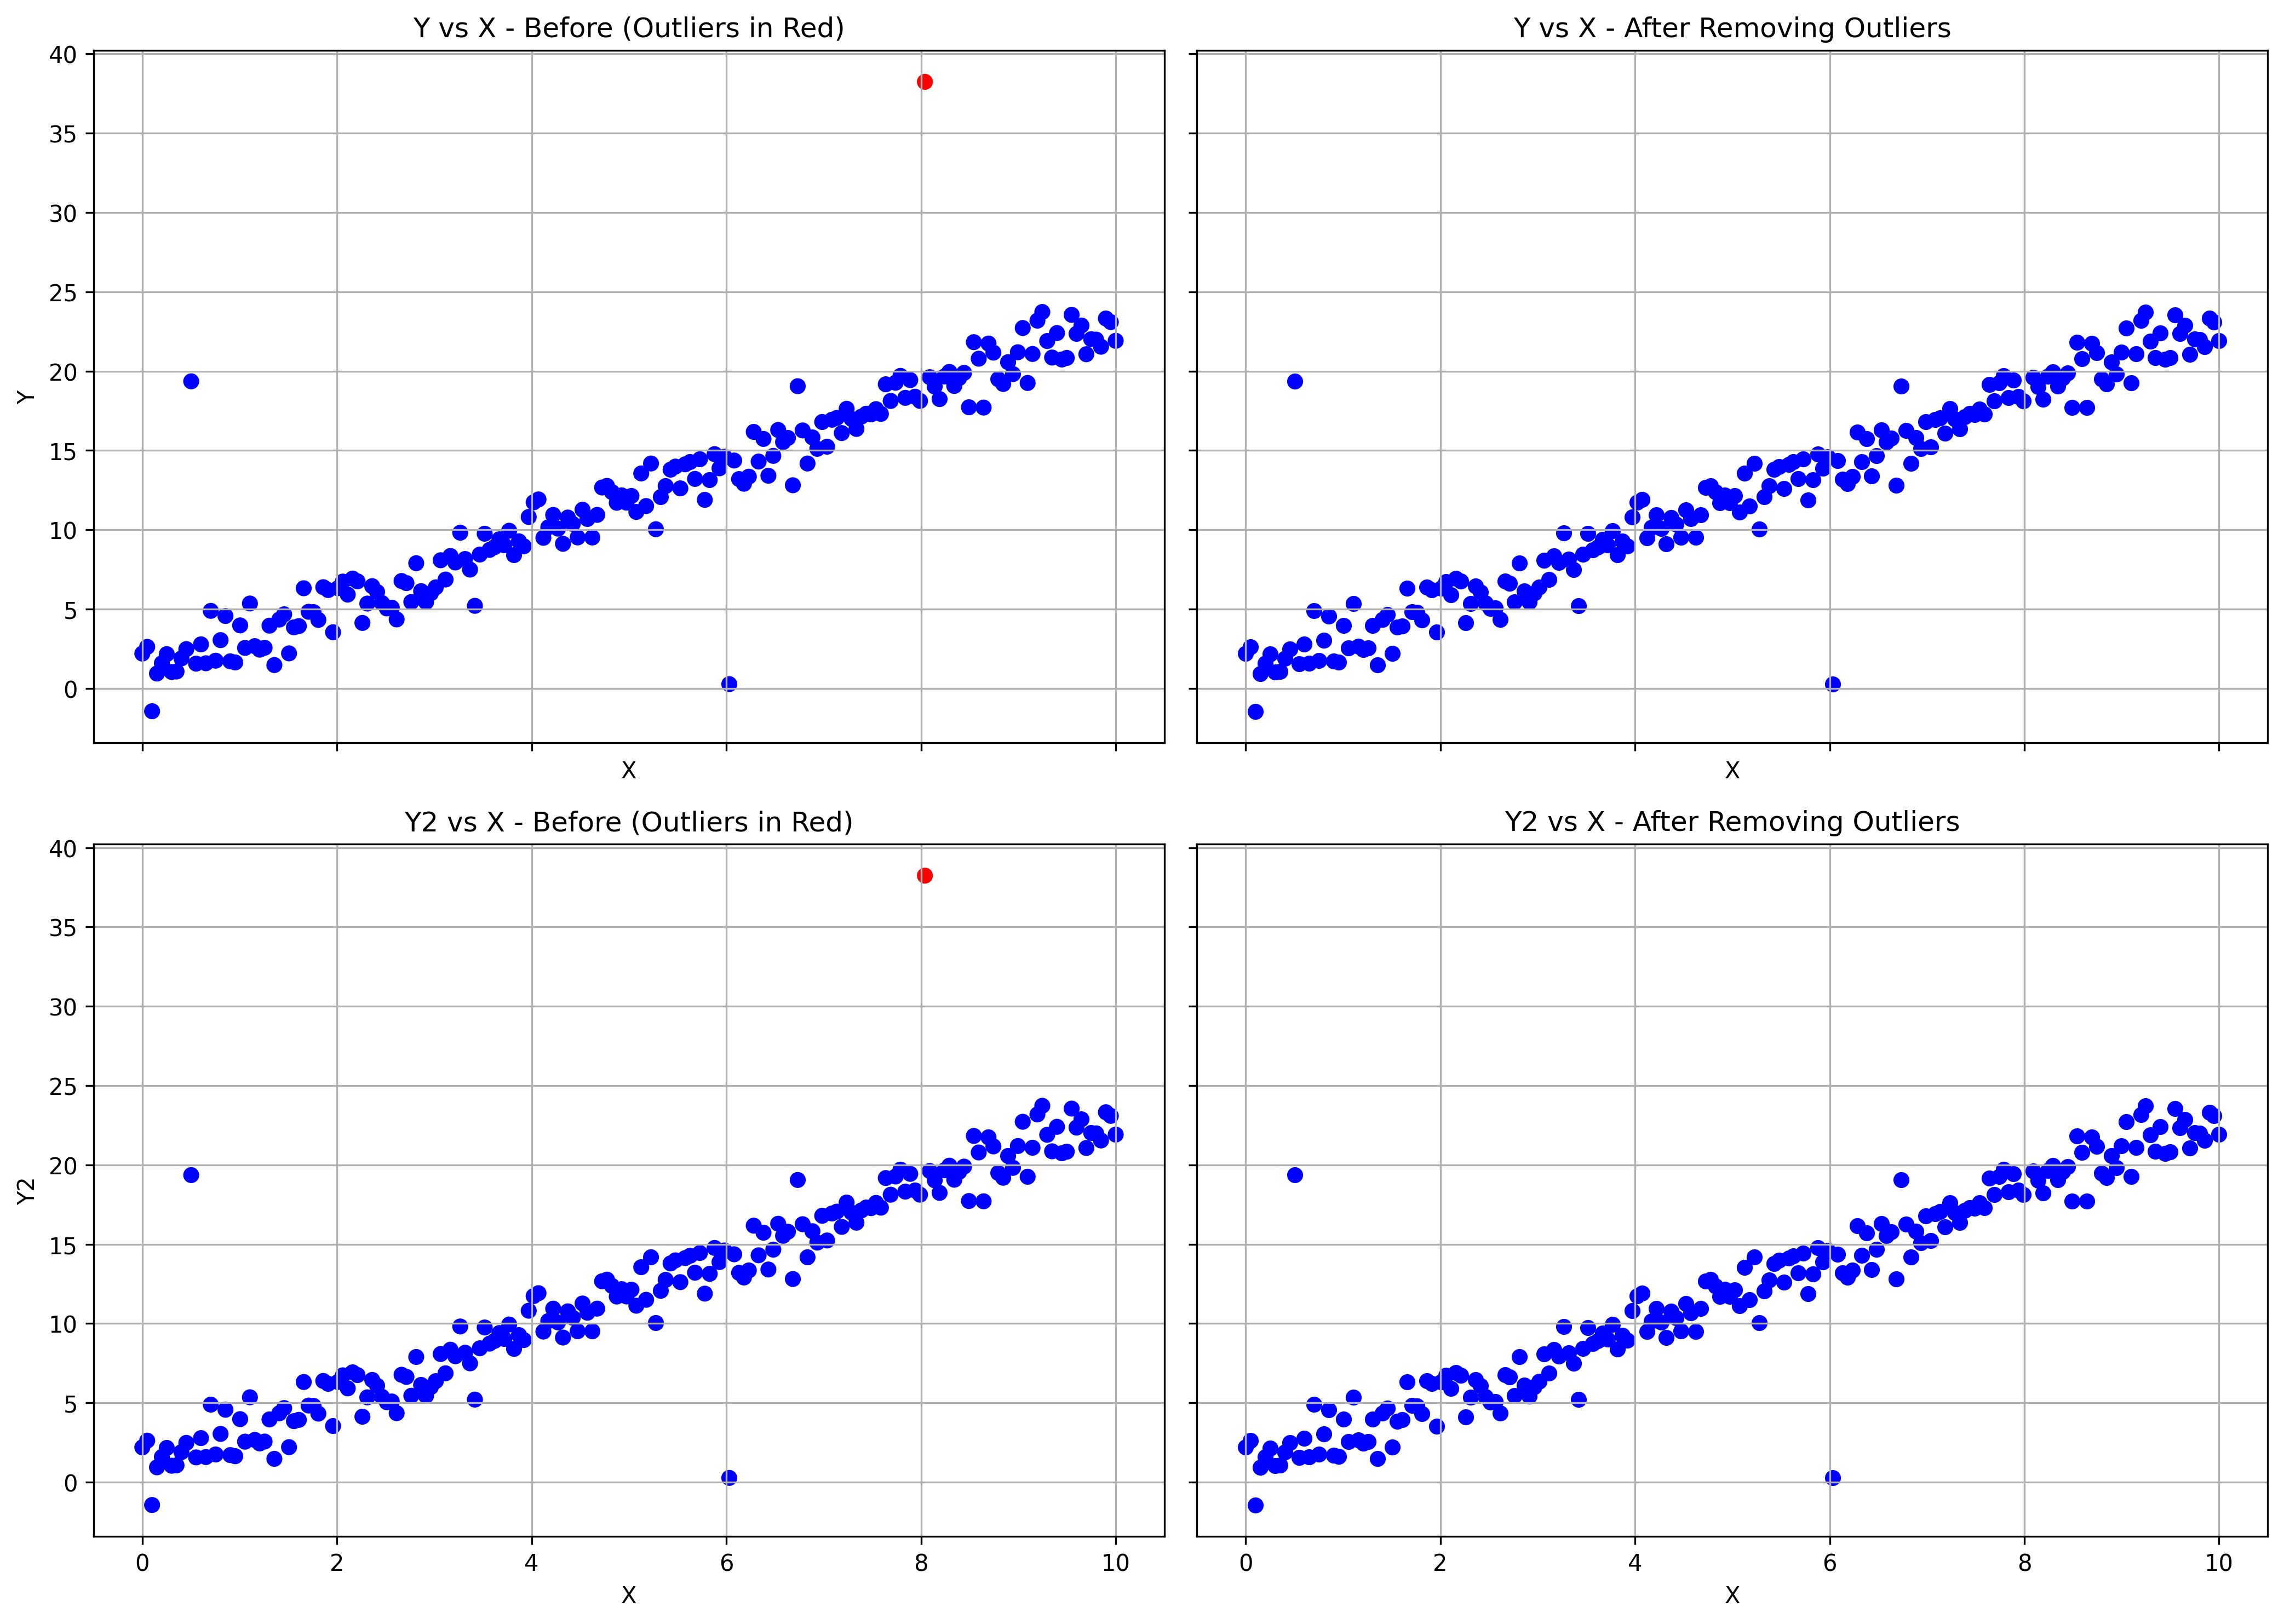 Y vs X - Before (Outliers in Red)
Y vs X - After Removing Outliers
40
35
30
25
20
15
10
5
0
Y
X
X
Y2 vs X - Before (Outliers in Red)
Y2 vs X - After Removing Outliers
40
35
30
25
20
15
10
5
0
Y2
0 2 4 6 8 10
0 2 4 6 8 10
X
X